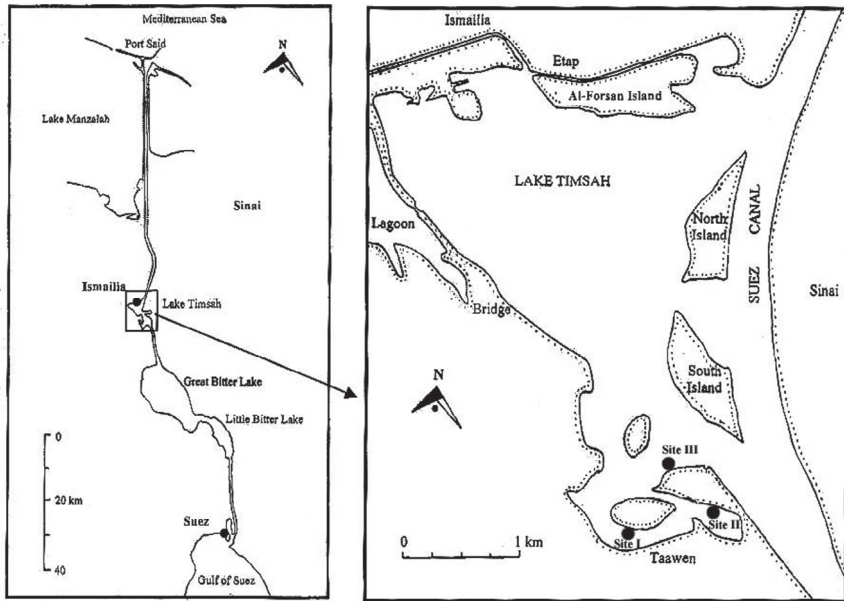 Mediterranean Sea
Port Said
N
Lake Manzalah
Sinai
Ismailia
Lake Timsah
Great Bitter Lake
Little Bitter Lake
0
20 km
40
Suez
Gulf of Suez
Ismailia
Etap
Al-Forsan Island
LAKE TIMSAH
Lagoon
North
Island
SUEZ CANAL
Sinai
Bridge
South
Island
N
Site III
Site II
Site I
Taawen
0 1 km